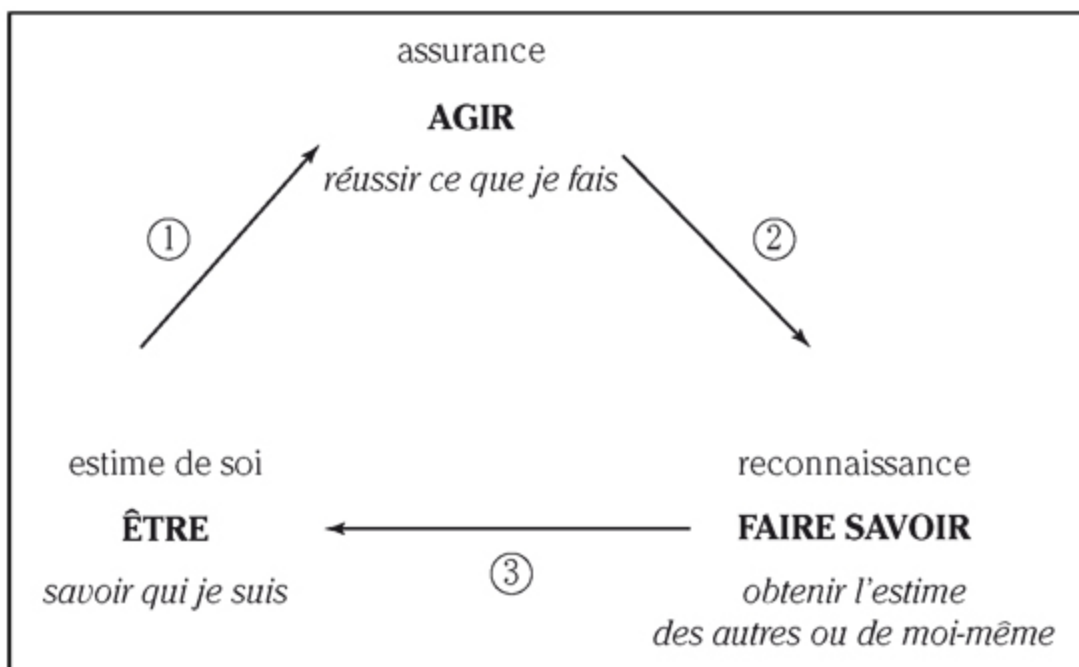 assurance
AGIR
réussir ce que je fais
①
②
estime de soi
ÊTRE
savoir qui je suis
③
reconnaissance
FAIRE SAVOIR
obtenir l'estime
des autres ou de moi-même